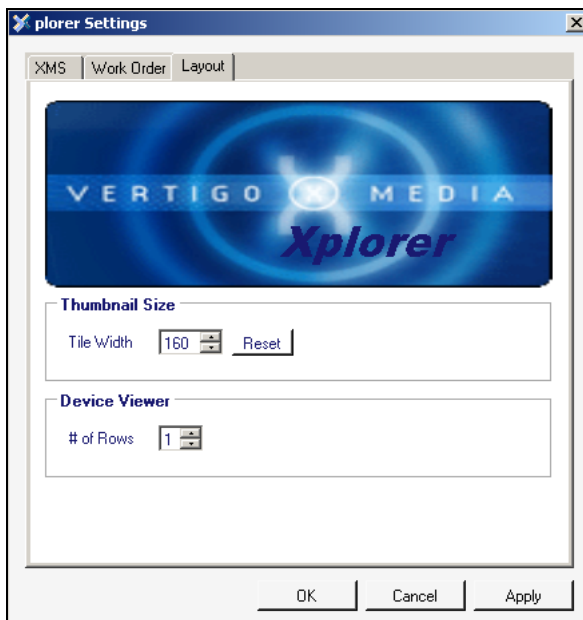 plorer Settings
XMS Work Order Layout
VERTIGO X MEDIA
Xplorer
Thumbnail Size
Tile Width 160 Reset
Device Viewer
# of Rows 1
OK Cancel Apply